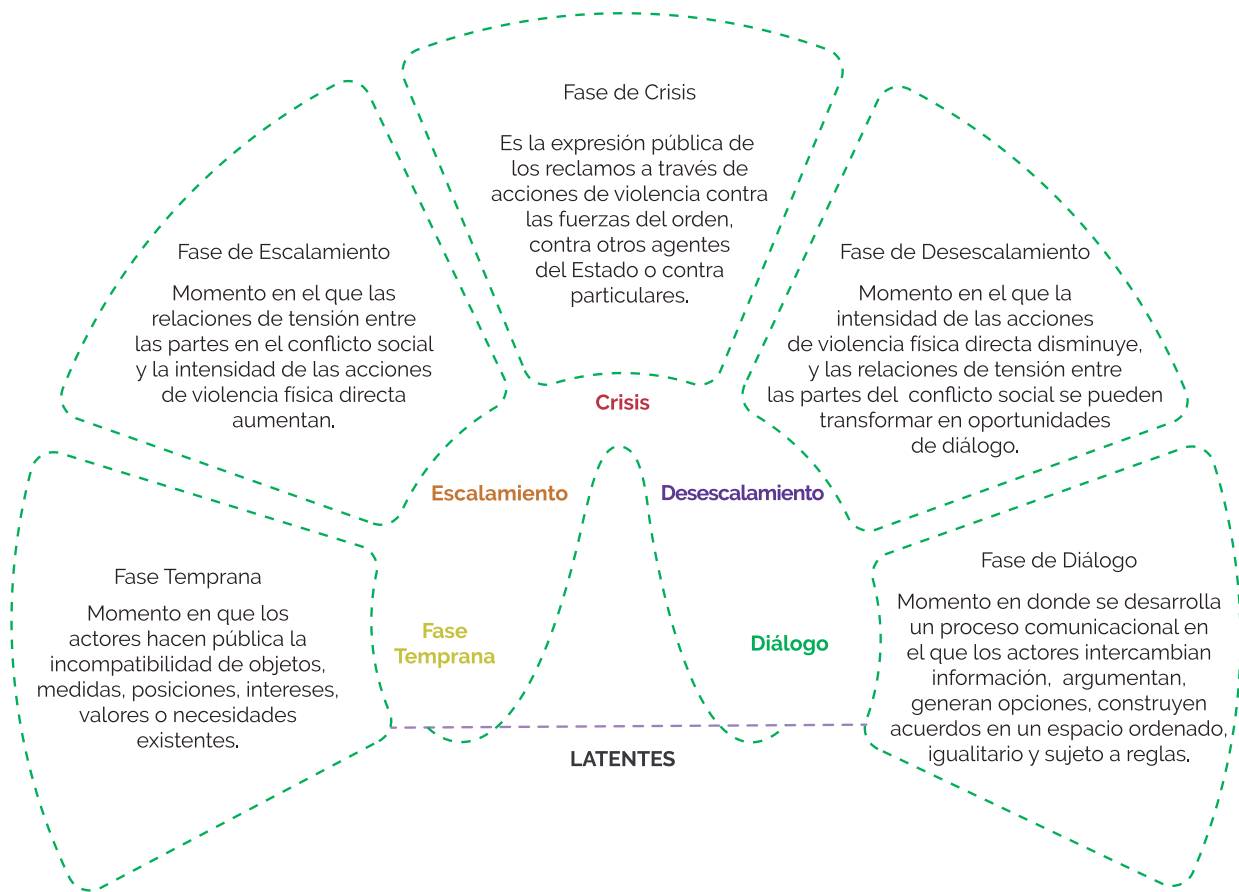 Fase de Crisis
Es la expresión pública de
los reclamos a través de
acciones de violencia contra
las fuerzas del orden,
contra otros agentes
del Estado o contra
particulares.
Fase de Escalamiento
Momento en el que las
relaciones de tensión entre
las partes en el conflicto social
y la intensidad de las acciones
de violencia física directa
aumentan.
Fase de Desescalamiento
Momento en el que la
intensidad de las acciones
de violencia física directa disminuye,
y las relaciones de tensión entre
las partes del conflicto social se pueden
transformar en oportunidades
de diálogo.
Crisis
Escalamiento
Desescalamiento
Fase Temprana
Momento en que los
actores hacen pública la
incompatibilidad de objetos,
medidas, posiciones, intereses,
valores o necesidades
existentes.
Fase
Temprana
Diálogo
Fase de Diálogo
Momento en donde se desarrolla
un proceso comunicacional en
el que los actores intercambian
información, argumentan,
generan opciones, construyen
acuerdos en un espacio ordenado,
igualitario y sujeto a reglas.
LATENTES